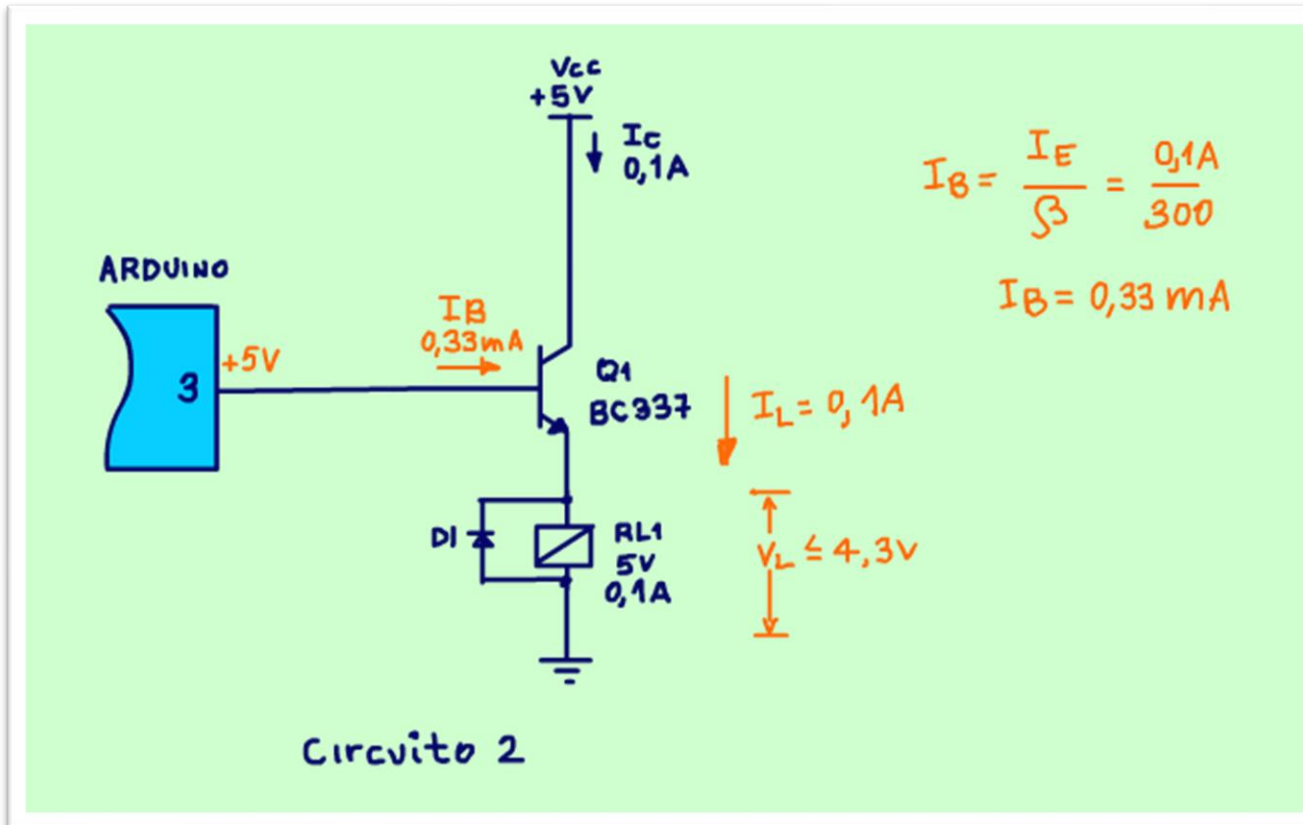 Vcc
+5V
Ic
0,1A
IB = IE / β = 0,1A / 300
IB = 0,33 mA
ARDUINO
3
+5V
IB
0,33mA
Q1
BC337
IL = 0,1A
D1
RL1
5V
0,1A
VL ≤ 4,3V
Circuito 2